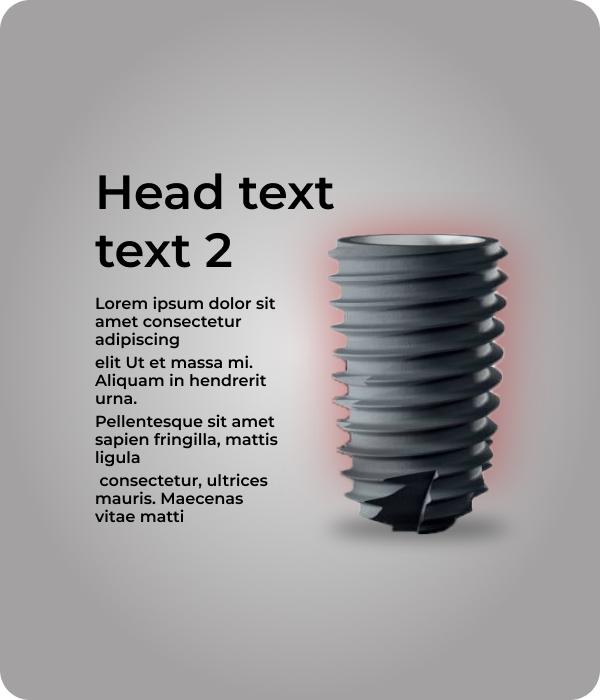 Head text
text 2
Lorem ipsum dolor sit
amet consectetur
adipiscing
elit Ut et massa mi.
Aliquam in hendrerit
urna.
Pellentesque sit amet
sapien fringilla, mattis
ligula
consectetur, ultrices
mauris. Maecenas
vitae matti